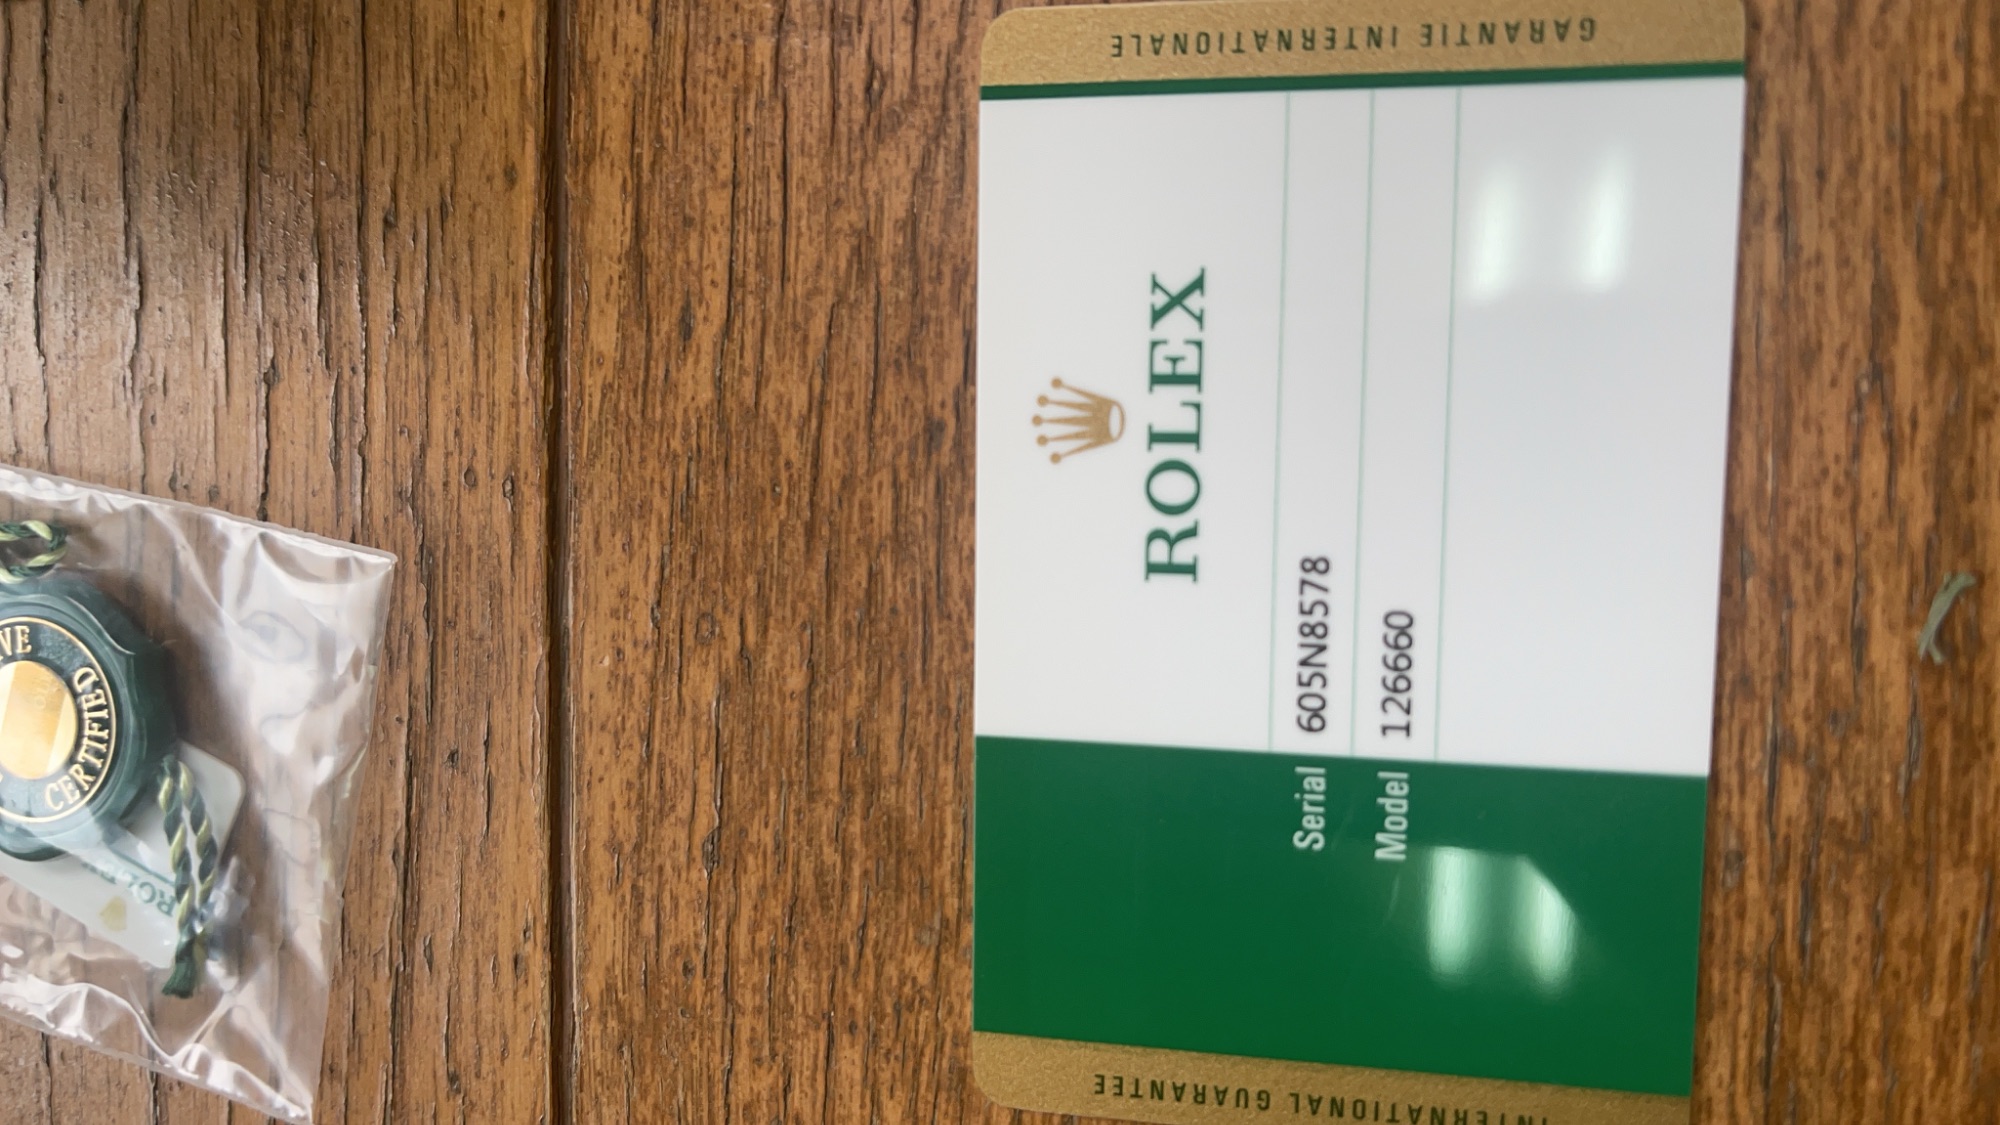 GARANTIE INTERNATIONALE
ROLEX
Serial 605N8578
Model 126660
INTERNATIONAL GUARANTEE
CERTIFIED